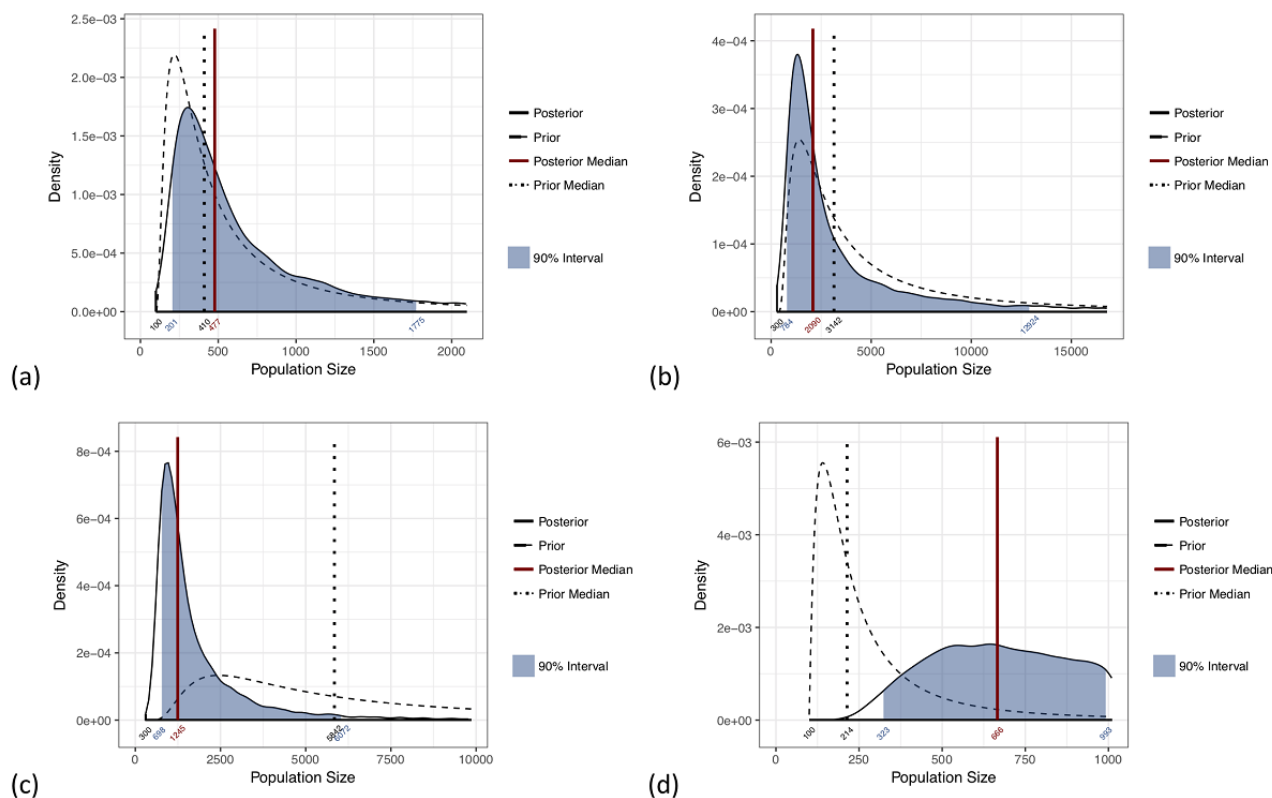 2.5e−03
2.0e−03
1.5e−03
1.0e−03
5.0e−04
0.0e+00
Density
100
201
410
477
1775
0
500
1000
1500
2000
Population Size
Posterior
Prior
Posterior Median
Prior Median
90% Interval
(a)
4e−04
3e−04
2e−04
1e−04
0e+00
Density
300
784
2090
3142
12924
0
5000
10000
15000
Population Size
Posterior
Prior
Posterior Median
Prior Median
90% Interval
(b)
8e−04
6e−04
4e−04
2e−04
0e+00
Density
300
698
1245
5842
6072
0
2500
5000
7500
10000
Population Size
Posterior
Prior
Posterior Median
Prior Median
90% Interval
(c)
6e−03
4e−03
2e−03
0e+00
Density
100
214
323
666
993
0
250
500
750
1000
Population Size
Posterior
Prior
Posterior Median
Prior Median
90% Interval
(d)